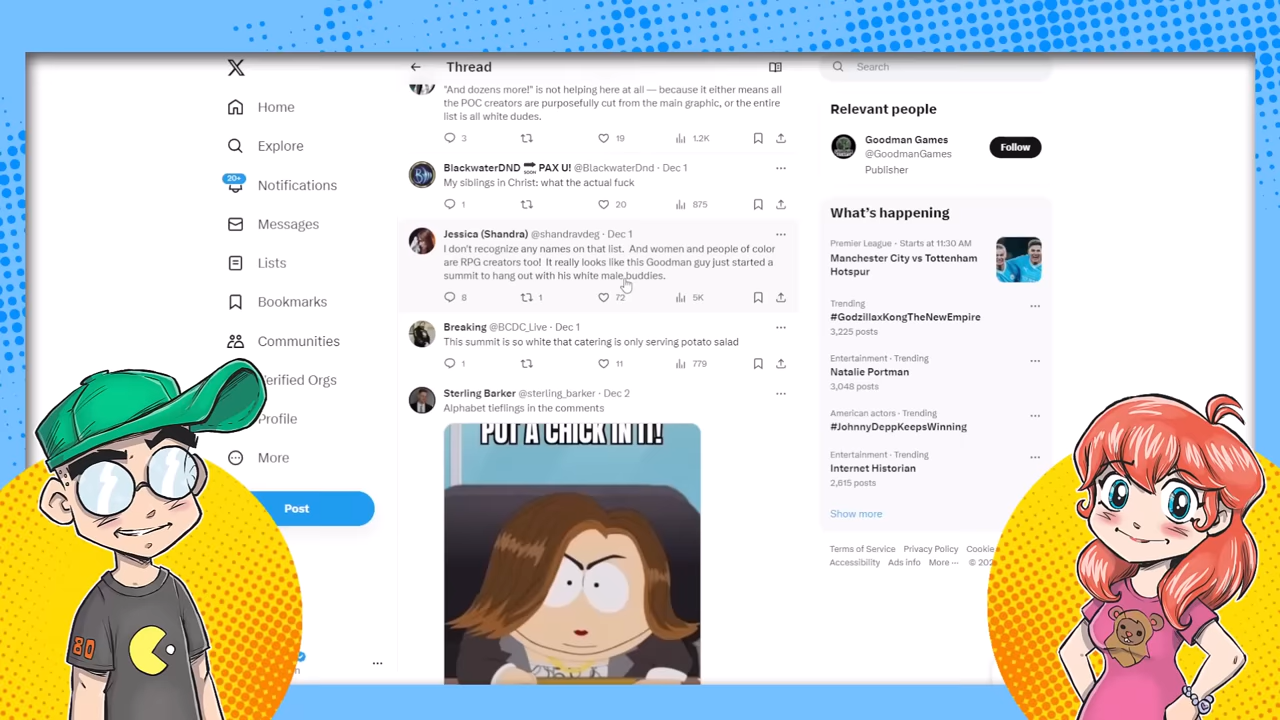 Thread
Search
Home
Explore
20+
Notifications
Messages
Lists
Bookmarks
Communities
Verified Orgs
Profile
More
Post
"And dozens more!" is not helping here at all — because it either means all
the POC creators are purposefully cut from the main graphic, or the entire
list is all white dudes.
3 19 1.2K
BlackwaterDND SOON PAX U! @BlackwaterDnd · Dec 1
My siblings in Christ: what the actual fuck
1 20 875
Jessica (Shandra) @shandravdeg · Dec 1
I don't recognize any names on that list. And women and people of color
are RPG creators too! It really looks like this Goodman guy just started a
summit to hang out with his white male buddies.
8 1 72 5K
Breaking @BCDC_Live · Dec 1
This summit is so white that catering is only serving potato salad
1 11 779
Sterling Barker @sterling_barker · Dec 2
Alphabet tieflings in the comments
PUT A CHICK IN IT!
Relevant people
Goodman Games
@GoodmanGames
Follow
Publisher
What's happening
Premier League · Starts at 11:30 AM
Manchester City vs Tottenham
Hotspur
Trending
#GodzillaxKongTheNewEmpire
3,225 posts
Entertainment · Trending
Natalie Portman
3,048 posts
American actors · Trending
#JohnnyDeppKeepsWinning
Entertainment · Trending
Internet Historian
2,615 posts
Show more
Terms of Service Privacy Policy Cookie
Accessibility Ads info More ··· © 202
80